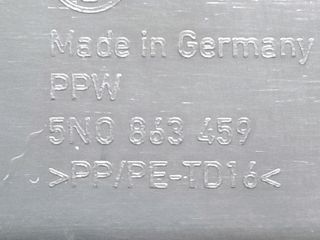 Made in Germany
PPW
5N0 863 459
>PP/PE-TD16<